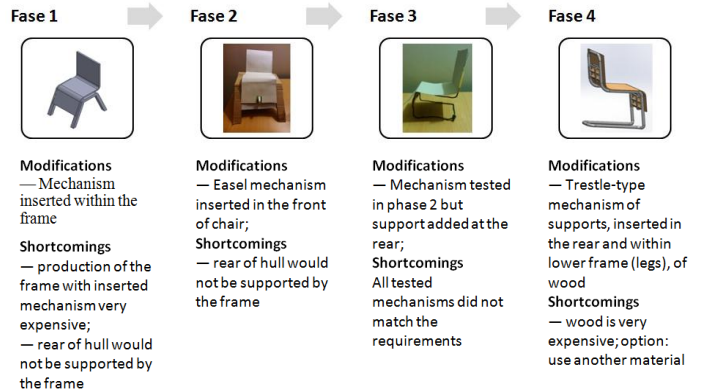 Fase 1
Modifications
— Mechanism
inserted within the
frame
Shortcomings
— production of the
frame with inserted
mechanism very
expensive;
— rear of hull would
not be supported by
the frame
Fase 2
Modifications
— Easel mechanism
inserted in the front
of chair;
Shortcomings
— rear of hull would
not be supported by
the frame
Fase 3
Modifications
— Mechanism tested
in phase 2 but
support added at the
rear;
Shortcomings
All tested
mechanisms did not
match the
requirements
Fase 4
Modifications
— Trestle-type
mechanism of
supports, inserted in
the rear and within
lower frame (legs), of
wood
Shortcomings
— wood is very
expensive; option:
use another material